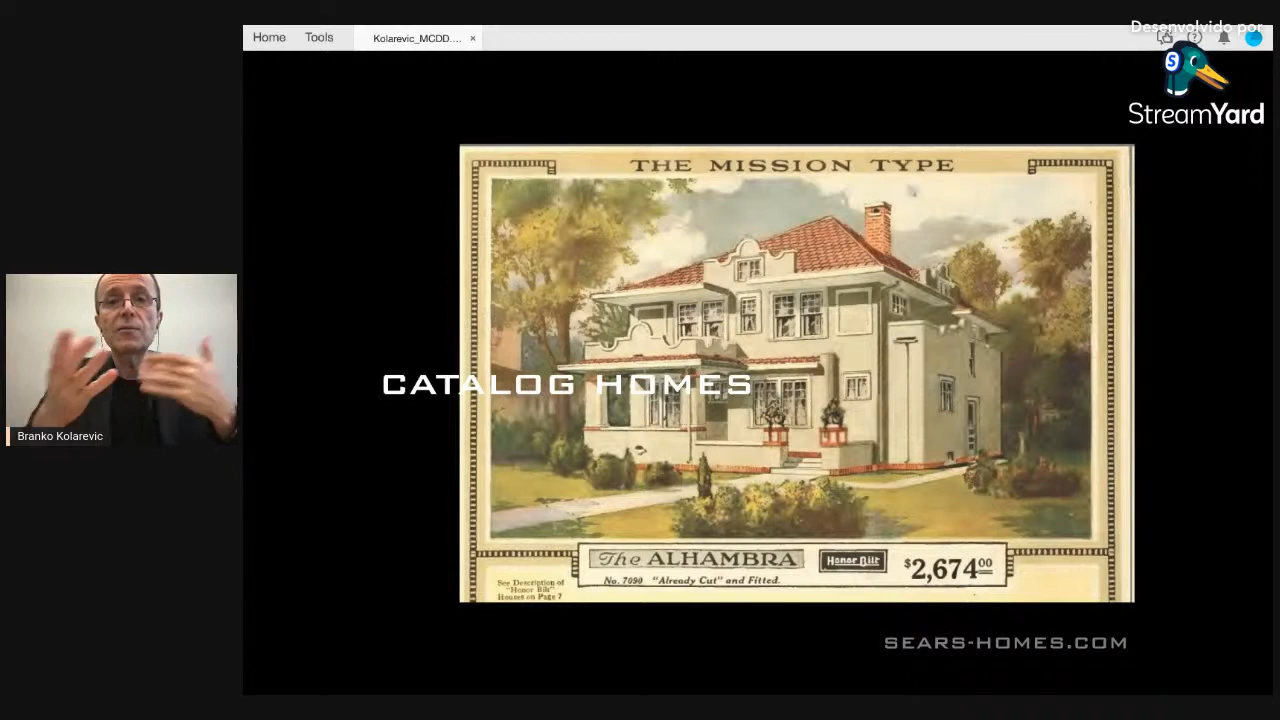 Home Tools Kolarevic_MCDD.... ×
Desenvolvido por
StreamYard
THE MISSION TYPE
CATALOG HOMES
The ALHAMBRA
No. 7090 "Already Cut" and Fitted.
Honor Bilt
$2,674.00
See Description of
"Honor Bilt"
Houses on Page 7
SEARS-HOMES.COM
Branko Kolarevic